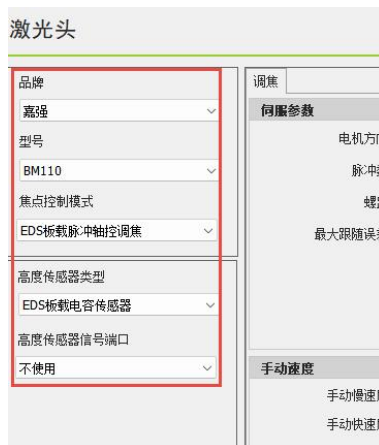 激光头
品牌
嘉强
型号
BM110
焦点控制模式
EDS板载脉冲轴控调焦
高度传感器类型
EDS板载电容传感器
高度传感器信号端口
不使用
调焦
伺服参数
电机方
脉冲
最大跟随误
手动速度
手动慢速
手动快速